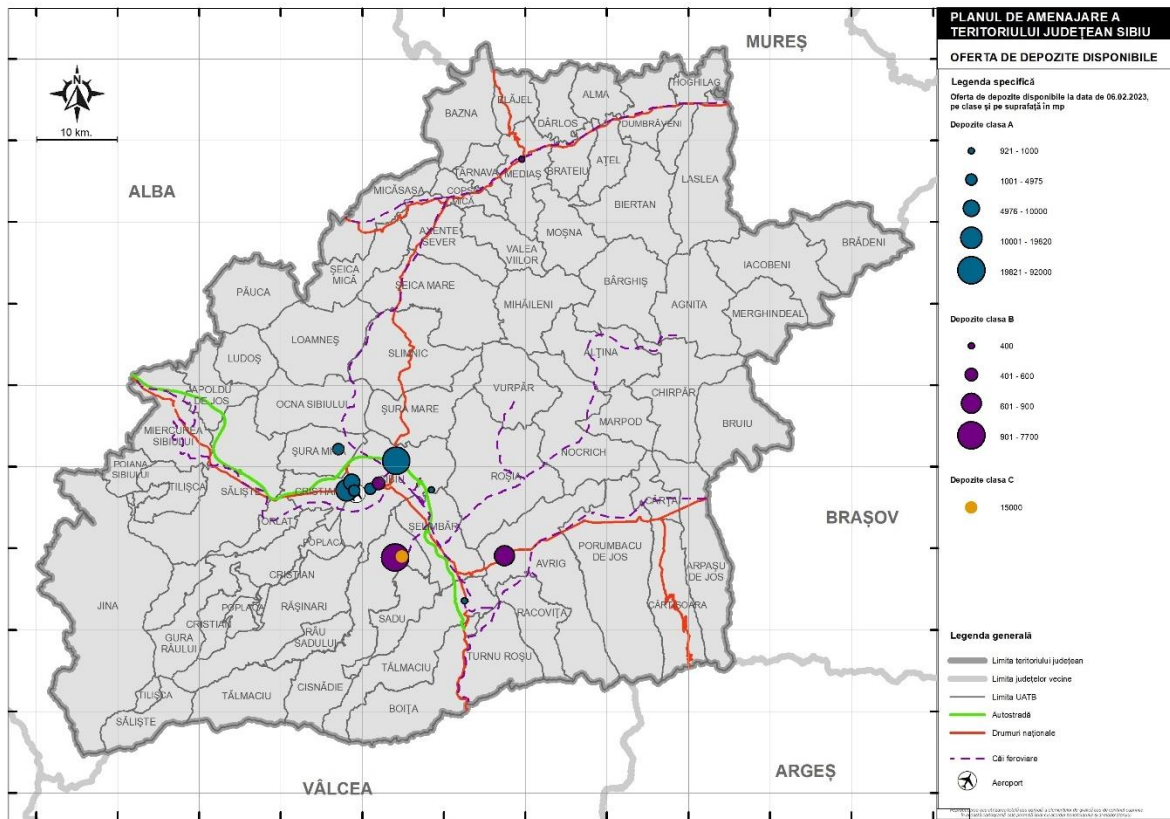 PLANUL DE AMENAJARE A
TERITORIULUI JUDEȚEAN SIBIU
OFERTA DE DEPOZITE DISPONIBILE
Legenda specifică
Oferta de depozite disponibile la data de 06.02.2023,
pe clase și pe suprafață în mp
Depozite clasa A
921 - 1000
1001 - 4975
4976 - 10000
10001 - 19820
19821 - 92000
Depozite clasa B
400
401 - 600
601 - 900
901 - 7700
Depozite clasa C
15000
Legenda generală
Limita teritoriului județean
Limita județelor vecine
Limita UATB
Autostradă
Drumuri naționale
Căi feroviare
Aeroport
N
10 km.
MUREȘ
ALBA
BRAȘOV
ARGEȘ
VÂLCEA
HOGHILAG
BLĂJEL
ALMA
BAZNA
DÂRLOS
DUMBRĂVENI
TÂRNAVA
MEDIAȘ
BRATEIU
AȚEL
LASLEA
MICĂSASA
COPȘA
MICĂ
BIERTAN
AXENTE
SEVER
MOȘNA
VALEA
VIILOR
BRĂDENI
IACOBENI
ȘEICA
MICĂ
ȘEICA MARE
BÂRGHIȘ
PĂUCA
MIHĂILENI
AGNITA
MERGHINDEAL
LOAMNEȘ
SLIMNIC
ALȚINA
LUDOȘ
APOLDU
DE JOS
VURPĂR
CHIRPĂR
OCNA SIBIULUI
ȘURA MARE
MARPOD
BRUIU
MIERCUREA
SIBIULUI
ȘURA MICĂ
NOCRICH
POIANA
SIBIULUI
TILIȘCA
SĂLIȘTE
CRISTIAN
ROȘIA
CÂRȚA
ORLAT
ȘELIMBĂR
POPLACA
PORUMBACU
DE JOS
AVRIG
ARPAȘU
DE JOS
CRISTIAN
JINA
POPLACA
RĂȘINARI
CÂRȚIȘOARA
CRISTIAN
SADU
RACOVIȚA
GURA
RÂULUI
RÂU
SADULUI
TURNU ROȘU
TĂLMACIU
TILIȘCA
TĂLMACIU
CISNĂDIE
BOIȚA
SĂLIȘTE